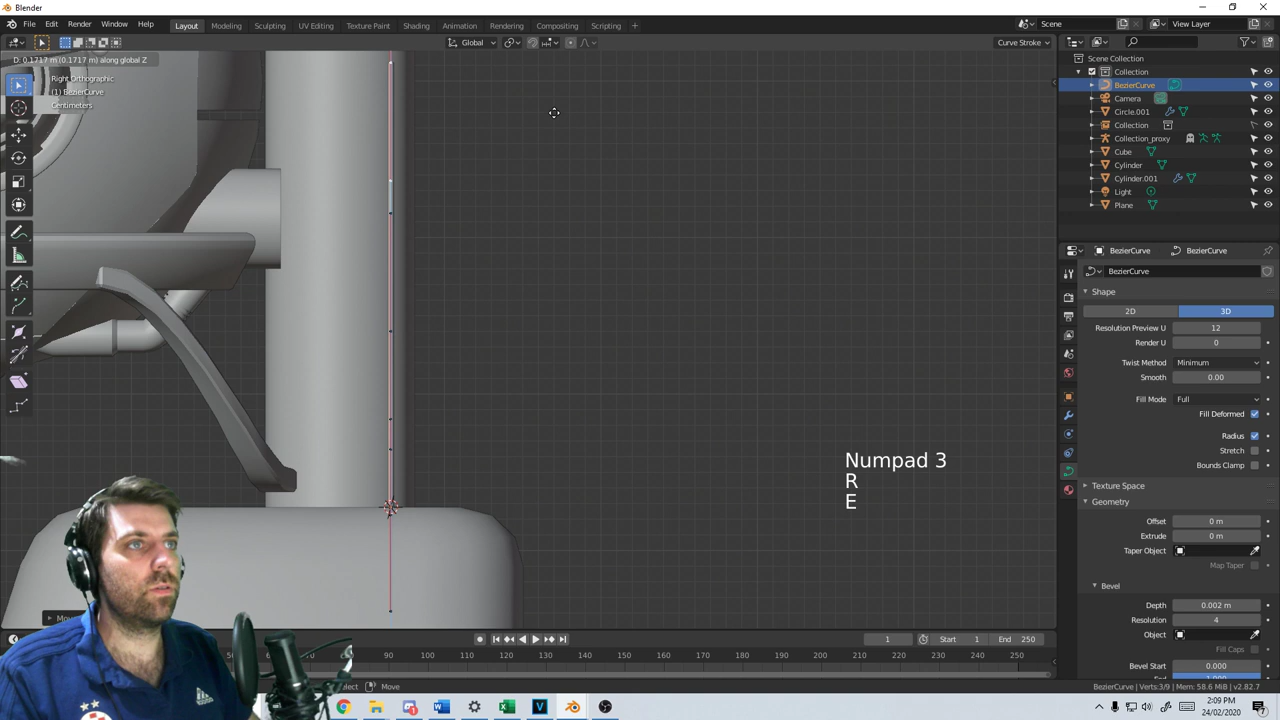 Blender
File Edit Render Window Help
Layout Modeling Sculpting UV Editing Texture Paint Shading Animation Rendering Compositing Scripting +
Scene View Layer
Global Curve Stroke
D: 0.1717 m (0.1717 m) along global Z
Right Orthographic
(1) BezierCurve
Centimeters
Scene Collection
Collection
BezierCurve
Camera
Circle.001
Collection
Collection_proxy
Cube
Cylinder
Cylinder.001
Light
Plane
BezierCurve BezierCurve
BezierCurve
Shape
2D 3D
Resolution Preview U 12
Render U 0
Twist Method Minimum
Smooth 0.00
Fill Mode Full
Fill Deformed
Radius
Stretch
Bounds Clamp
Texture Space
Geometry
Offset 0 m
Extrude 0 m
Taper Object
Map Taper
Bevel
Depth 0.002 m
Resolution 4
Object
Fill Caps
Bevel Start 0.000
End 1.000
Numpad 3
R
E
1 Start 1 End 250
90 100 110 120 130 140 150 160 170 180 190 200 210 220 230 240 250
Move
BezierCurve | Verts:3/9 | Mem: 58.6 MiB | v2.82.7
2:09 PM
24/02/2020